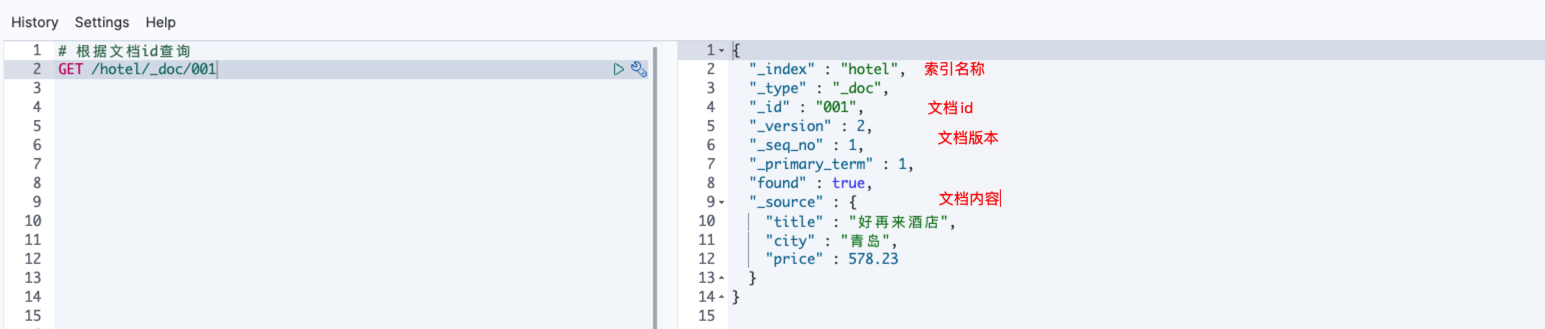 History Settings Help
1 # 根据文档id查询
2 GET /hotel/_doc/001
3
4
5
6
7
8
9
10
11
12
13
14
15
1 {
2 "_index" : "hotel", 索引名称
3 "_type" : "_doc",
4 "_id" : "001", 文档id
5 "_version" : 2, 文档版本
6 "_seq_no" : 1,
7 "_primary_term" : 1,
8 "found" : true,
9 "_source" : { 文档内容
10 "title" : "好再来酒店",
11 "city" : "青岛",
12 "price" : 578.23
13 }
14 }
15